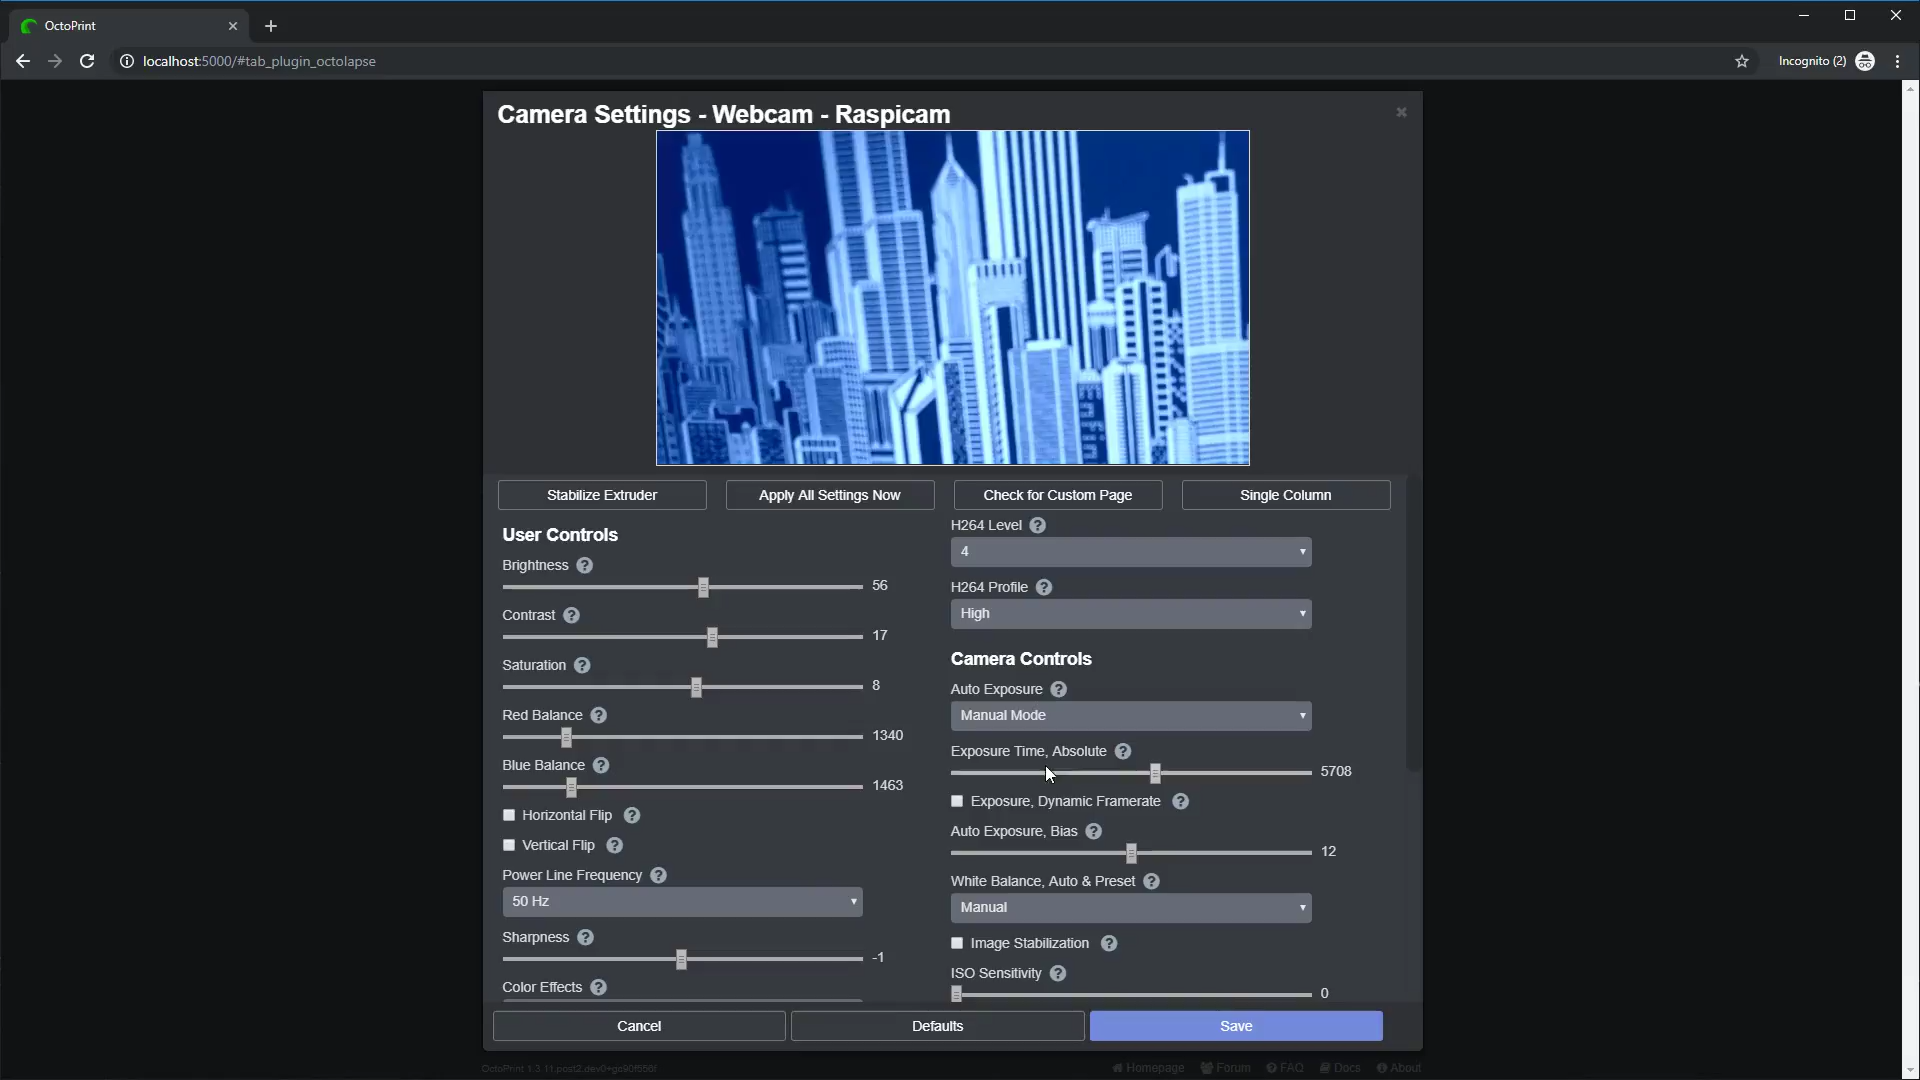 OctoPrint
localhost:5000/#tab_plugin_octolapse
Incognito (2)
Camera Settings - Webcam - Raspicam
Stabilize Extruder
Apply All Settings Now
Check for Custom Page
Single Column
User Controls
Brightness ?
56
Contrast ?
17
Saturation ?
8
Red Balance ?
1340
Blue Balance ?
1463
Horizontal Flip ?
Vertical Flip ?
Power Line Frequency ?
50 Hz
Sharpness ?
-1
Color Effects ?
H264 Level ?
4
H264 Profile ?
High
Camera Controls
Auto Exposure ?
Manual Mode
Exposure Time, Absolute ?
5708
Exposure, Dynamic Framerate ?
Auto Exposure, Bias ?
12
White Balance, Auto & Preset ?
Manual
Image Stabilization ?
ISO Sensitivity ?
0
Cancel
Defaults
Save
Homepage
Forum
FAQ
Docs
About